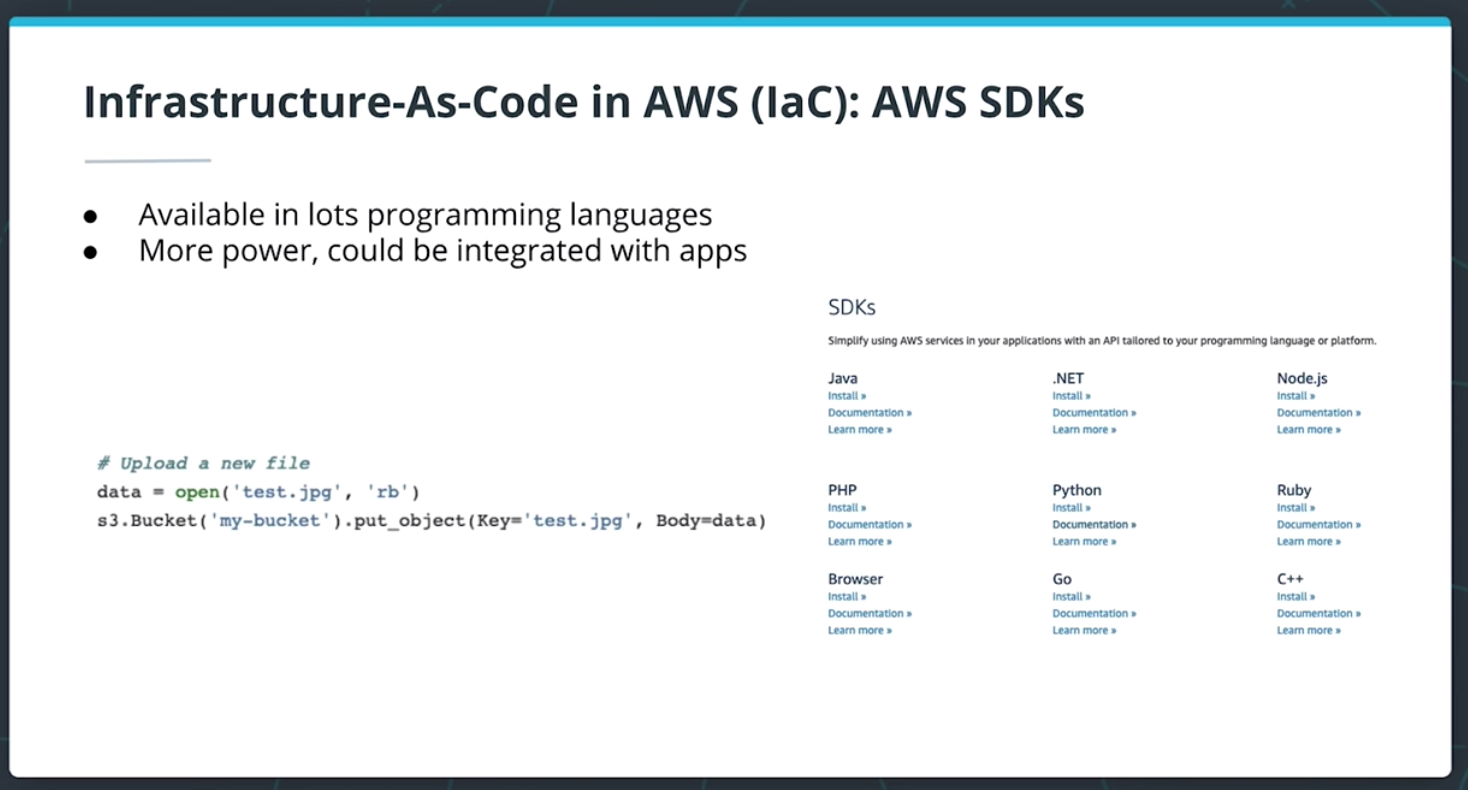 Infrastructure-As-Code in AWS (IaC): AWS SDKs
● Available in lots programming languages
● More power, could be integrated with apps
# Upload a new file
data = open('test.jpg', 'rb')
s3.Bucket('my-bucket').put_object(Key='test.jpg', Body=data)
SDKs
Simplify using AWS services in your applications with an API tailored to your programming language or platform.
Java
Install »
Documentation »
Learn more »
.NET
Install »
Documentation »
Learn more »
Node.js
Install »
Documentation »
Learn more »
PHP
Install »
Documentation »
Learn more »
Python
Install »
Documentation »
Learn more »
Ruby
Install »
Documentation »
Learn more »
Browser
Install »
Documentation »
Learn more »
Go
Install »
Documentation »
Learn more »
C++
Install »
Documentation »
Learn more »